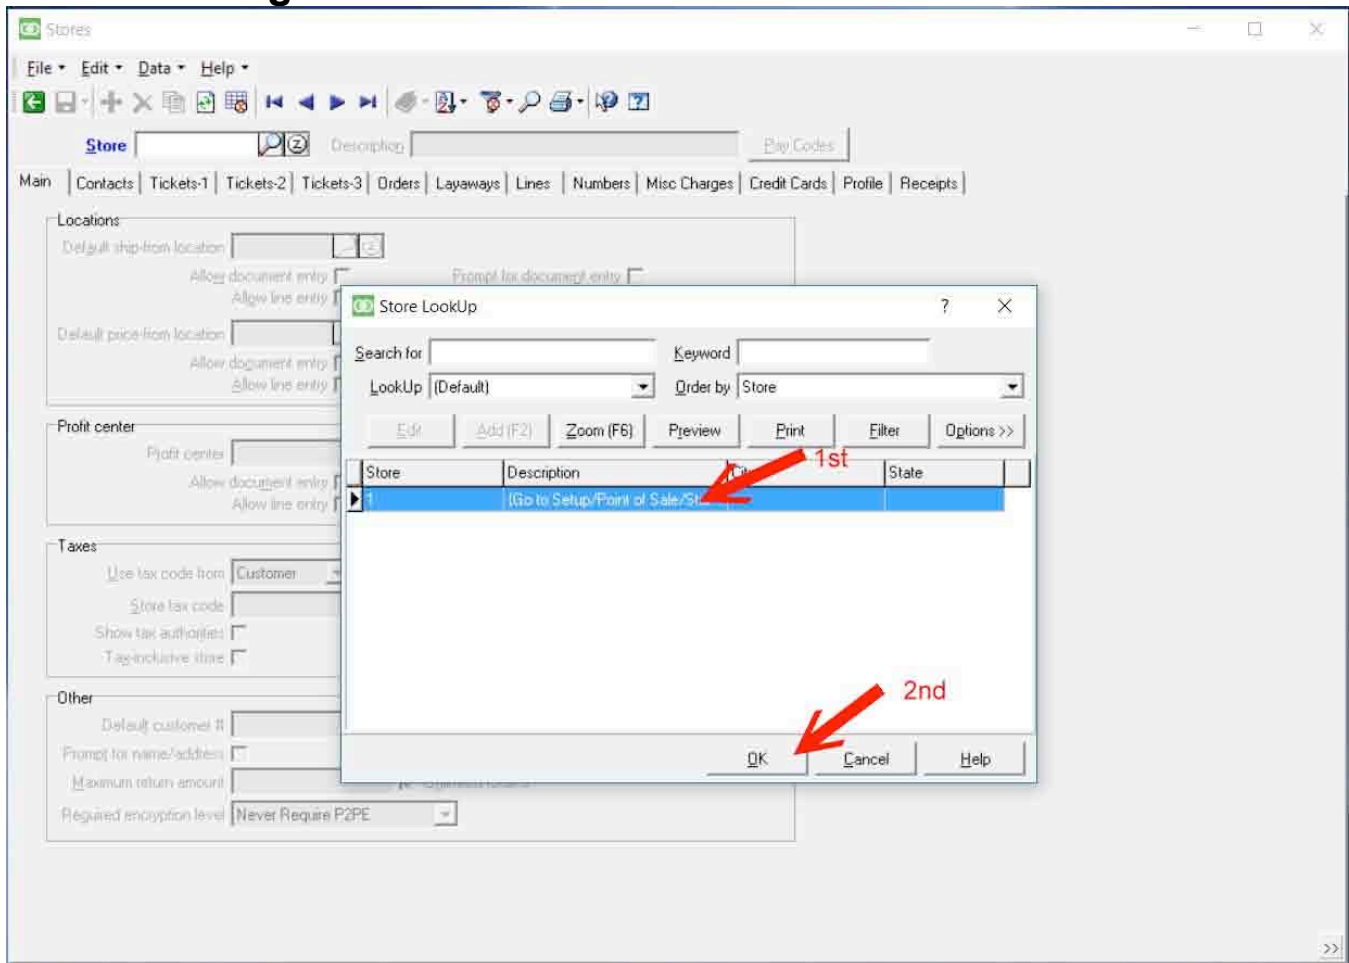 Stores
File Edit Data Help
Store Description Pay Codes
Main Contacts Tickets-1 Tickets-2 Tickets-3 Orders Layaways Lines Numbers Misc Charges Credit Cards Profile Receipts
Locations
Default ship-from location
Allow document entry Prompt for document entry
Allow line entry
Default price-from location
Allow document entry
Allow line entry
Profit center
Profit center
Allow document entry
Allow line entry
Taxes
Use tax code from Customer
Store tax code
Show tax authorities
Tax-inclusive store
Other
Default customer #
Prompt for name/address
Maximum return amount
Required encryption level Never Require P2PE
Store LookUp ?
Search for Keyword
LookUp (Default) Order by Store
Edit Add (F2) Zoom (F6) Preview Print Filter Options >>
1st
Store Description State
1 (Go to Setup/Point of Sale/St...
2nd
OK Cancel Help
>>